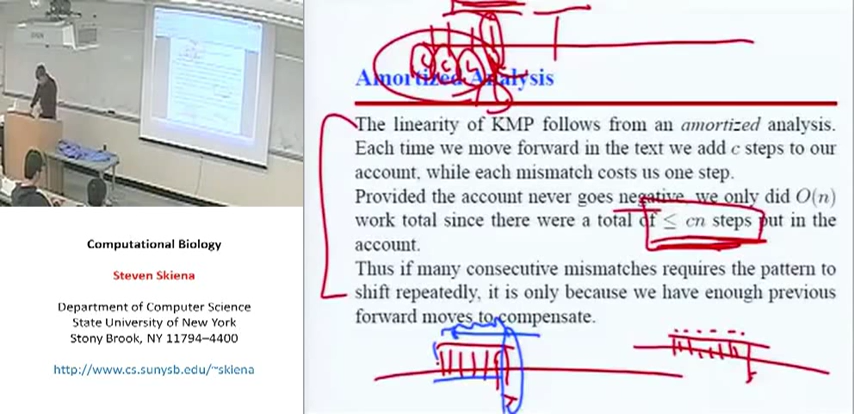 Computational Biology
Steven Skiena
Department of Computer Science
State University of New York
Stony Brook, NY 11794–4400
http://www.cs.sunysb.edu/~skiena
Amortized Analysis
The linearity of KMP follows from an amortized analysis.
Each time we move forward in the text we add c steps to our
account, while each mismatch costs us one step.
Provided the account never goes negative, we only did O(n)
work total since there were a total of ≤ cn steps put in the
account.
Thus if many consecutive mismatches requires the pattern to
shift repeatedly, it is only because we have enough previous
forward moves to compensate.